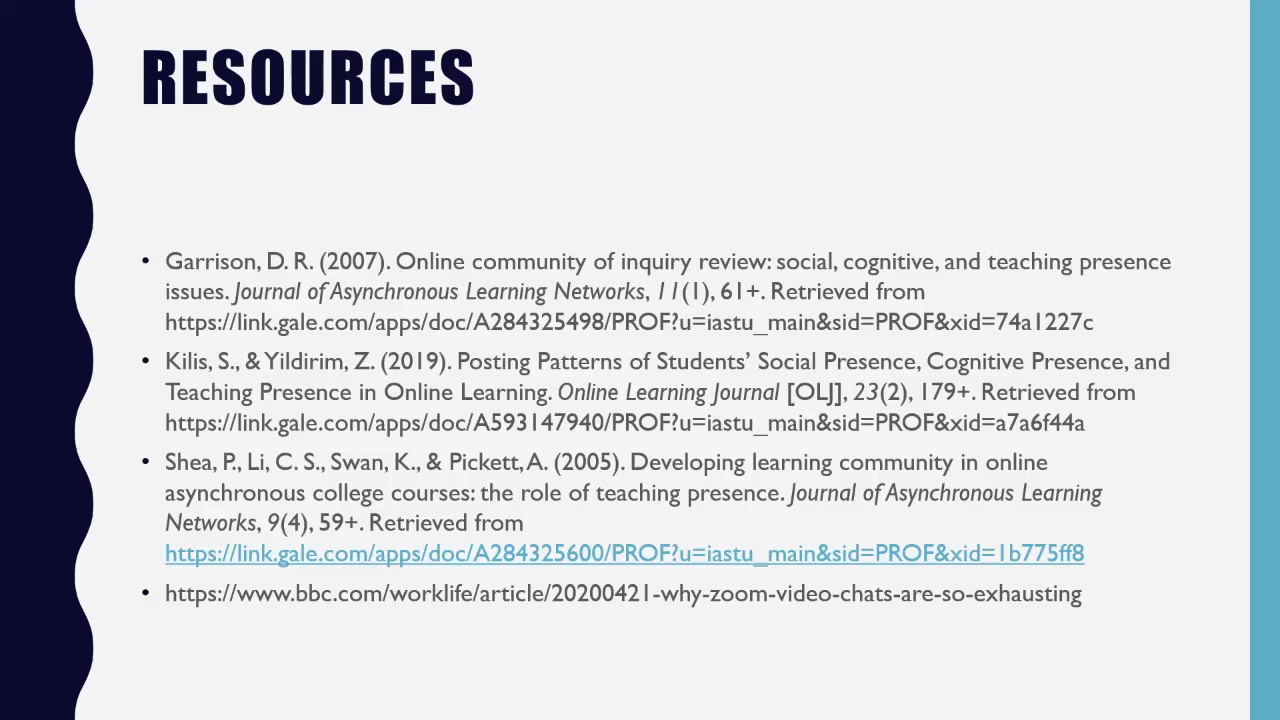 RESOURCES
• Garrison, D. R. (2007). Online community of inquiry review: social, cognitive, and teaching presence
issues. Journal of Asynchronous Learning Networks, 11(1), 61+. Retrieved from
https://link.gale.com/apps/doc/A284325498/PROF?u=iastu_main&sid=PROF&xid=74a1227c
• Kilis, S., & Yildirim, Z. (2019). Posting Patterns of Students’ Social Presence, Cognitive Presence, and
Teaching Presence in Online Learning. Online Learning Journal [OLJ], 23(2), 179+. Retrieved from
https://link.gale.com/apps/doc/A593147940/PROF?u=iastu_main&sid=PROF&xid=a7a6f44a
• Shea, P., Li, C. S., Swan, K., & Pickett, A. (2005). Developing learning community in online
asynchronous college courses: the role of teaching presence. Journal of Asynchronous Learning
Networks, 9(4), 59+. Retrieved from
https://link.gale.com/apps/doc/A284325600/PROF?u=iastu_main&sid=PROF&xid=1b775ff8
• https://www.bbc.com/worklife/article/20200421-why-zoom-video-chats-are-so-exhausting